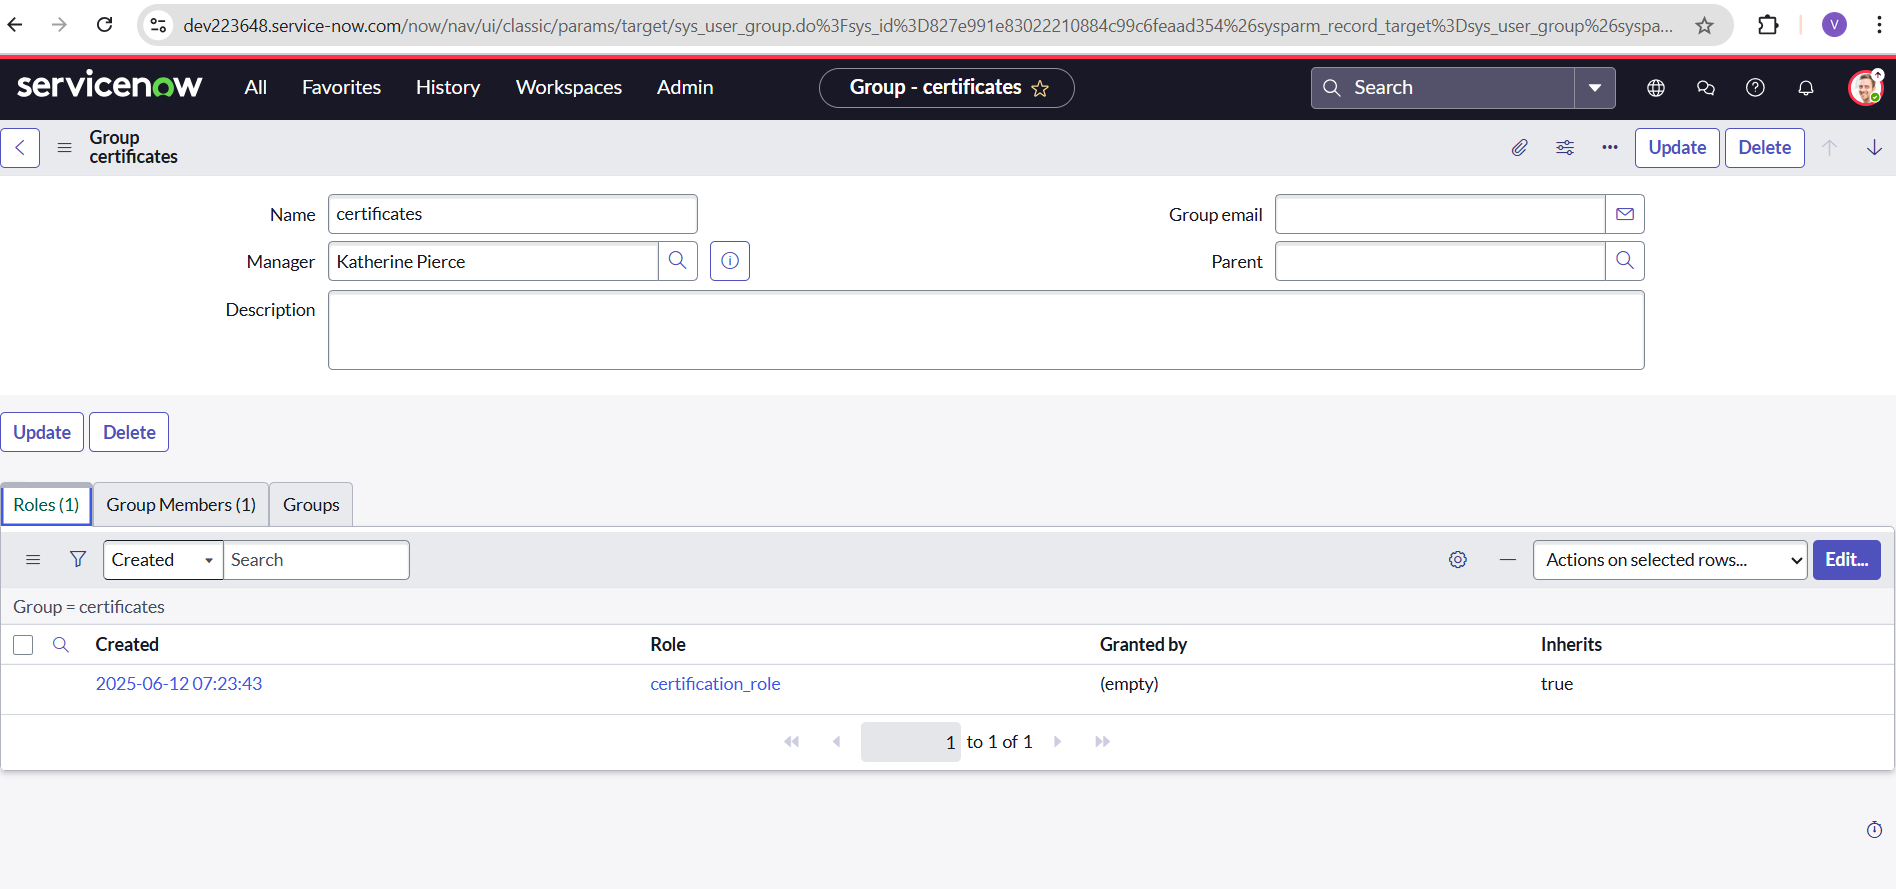 dev223648.service-now.com/now/nav/ui/classic/params/target/sys_user_group.do%3Fsys_id%3D827e991e83022210884c99c6feaad354%26sysparm_record_target%3Dsys_user_group%26syspa...
V
servicenow All Favorites History Workspaces Admin Group - certificates Search
Group
certificates
Update Delete
Name certificates Group email
Manager Katherine Pierce Parent
Description
Update Delete
Roles (1) Group Members (1) Groups
Created Search Actions on selected rows... Edit...
Group = certificates
Created Role Granted by Inherits
2025-06-12 07:23:43 certification_role (empty) true
1 to 1 of 1